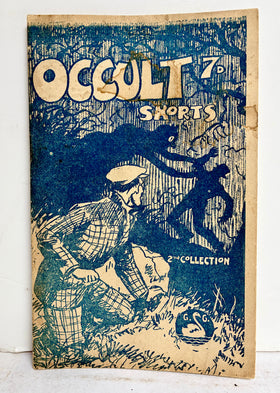 OCCULT 7D
SHORTS
2ND COLLECTION
G. G.